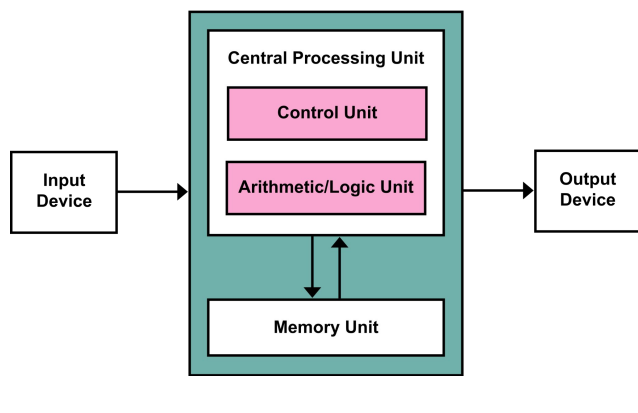 Central Processing Unit
Control Unit
Arithmetic/Logic Unit
Input
Device
Output
Device
Memory Unit